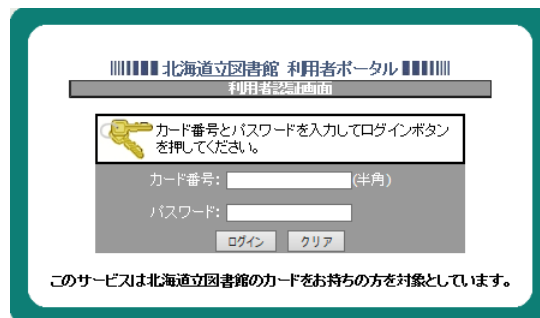 北海道立図書館 利用者ポータル
利用者認証画面
カード番号とパスワードを入力してログインボタン
を押してください。
カード番号: (半角)
パスワード:
ログイン クリア
このサービスは北海道立図書館のカードをお持ちの方を対象としています。